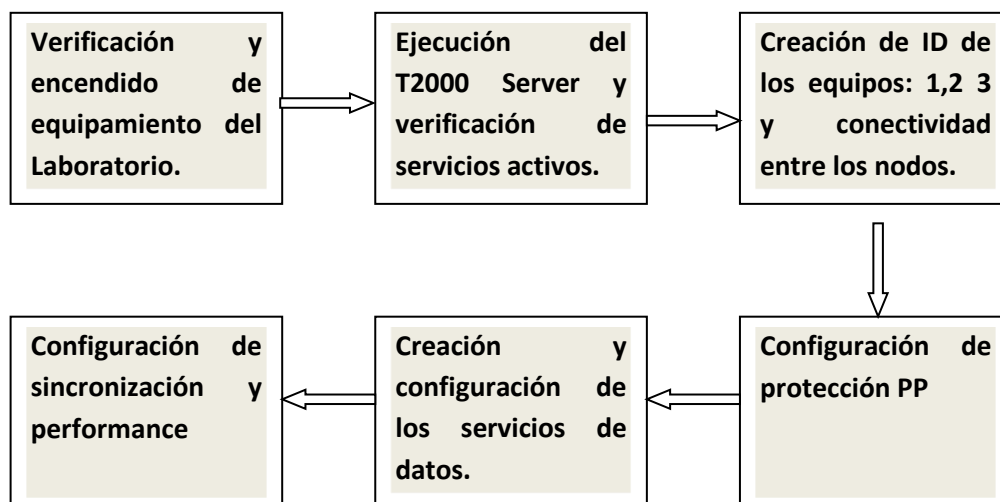 Verificación y
encendido de
equipamiento del
Laboratorio.
Ejecución del
T2000 Server y
verificación de
servicios activos.
Creación de ID de
los equipos: 1,2 3
y conectividad
entre los nodos.
Configuración de
protección PP
Creación y
configuración de
los servicios de
datos.
Configuración de
sincronización y
performance